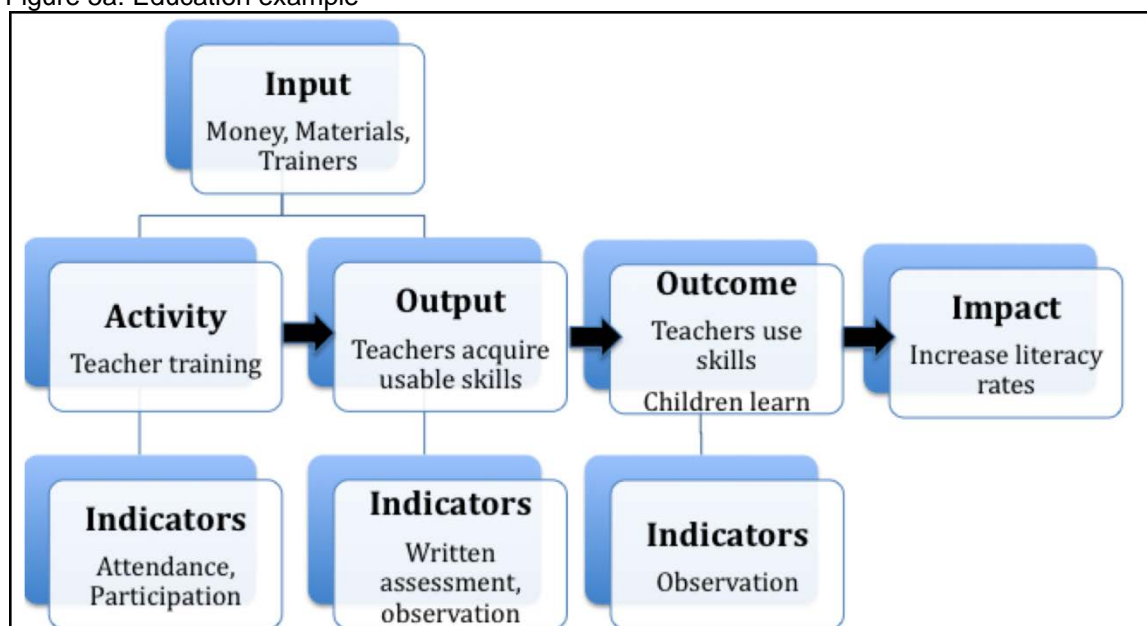 Figure 3a: Education example
Input
Money, Materials,
Trainers
Activity
Teacher training
Output
Teachers acquire
usable skills
Outcome
Teachers use
skills
Children learn
Impact
Increase literacy
rates
Indicators
Attendance,
Participation
Indicators
Written
assessment,
observation
Indicators
Observation